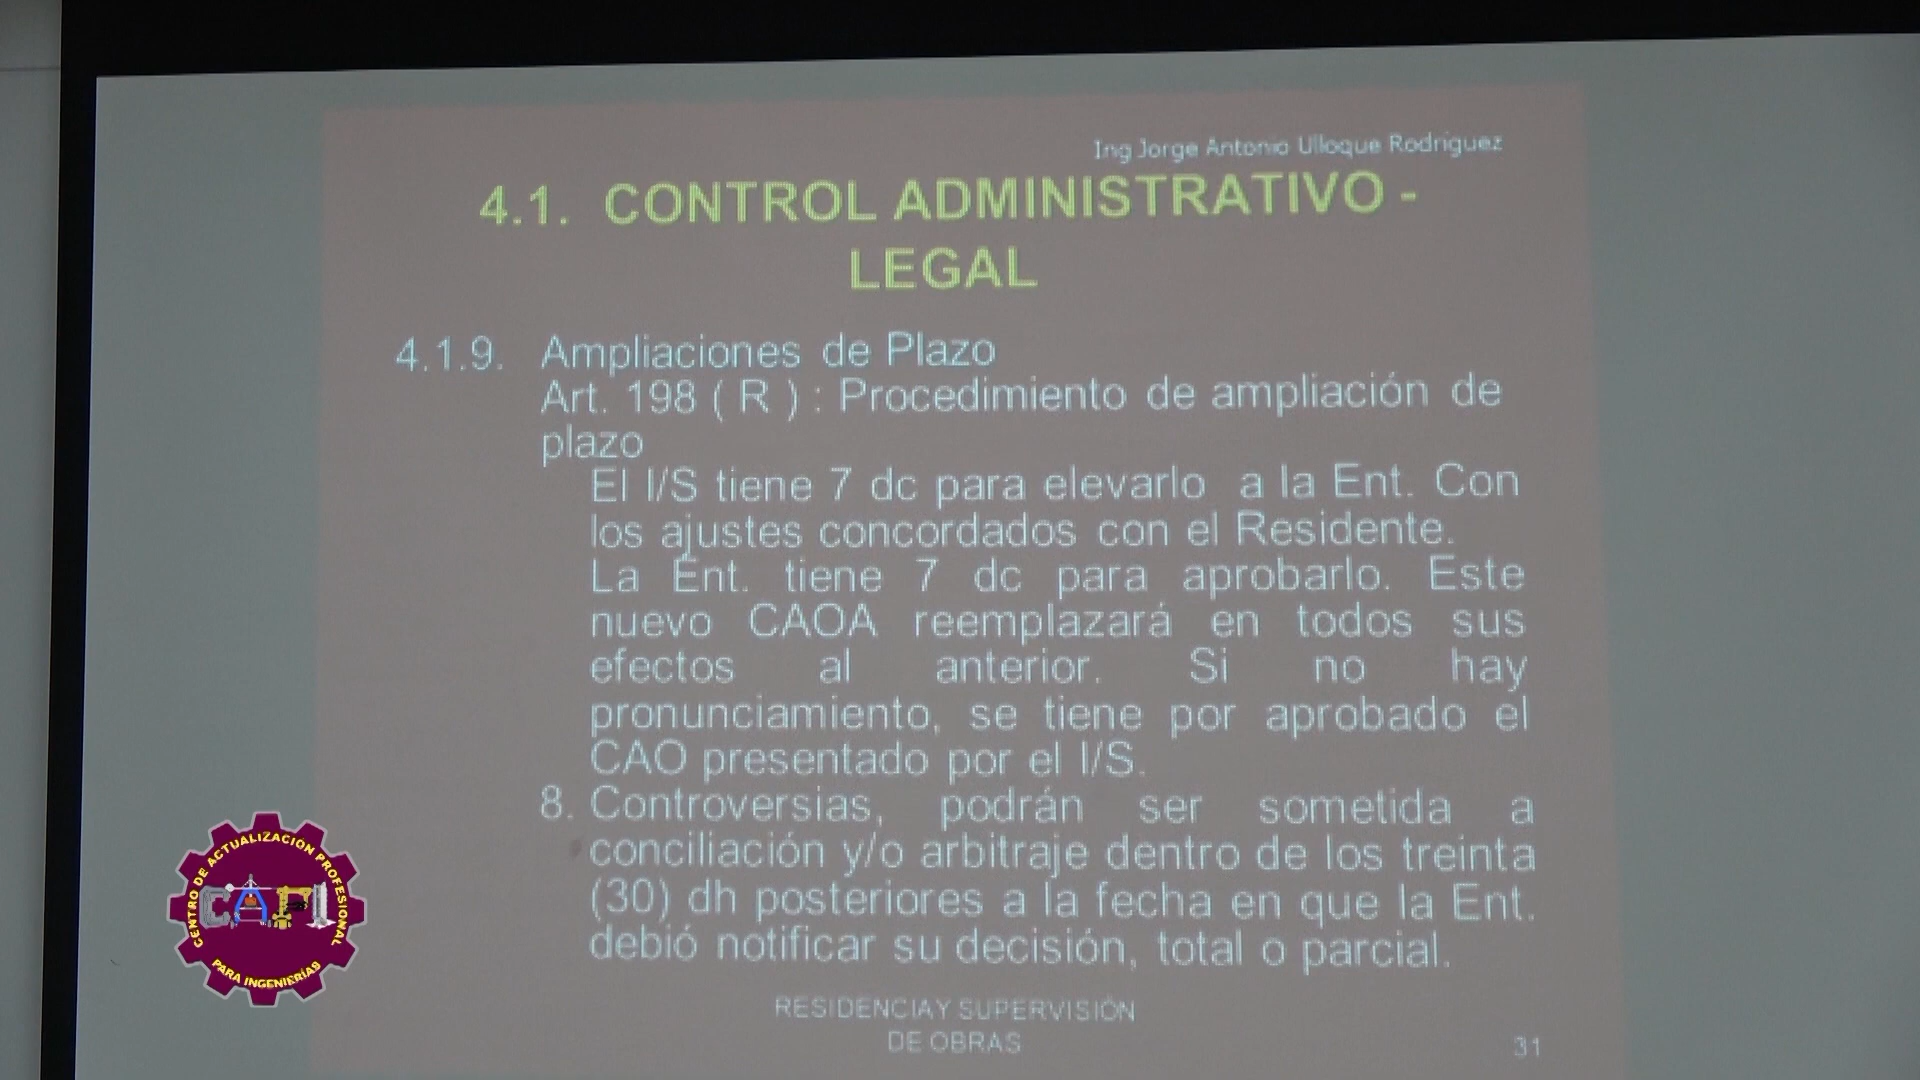 Ing Jorge Antonio Ulloque Rodriguez
4.1. CONTROL ADMINISTRATIVO -
LEGAL
4.1.9. Ampliaciones de Plazo
Art. 198 ( R ) : Procedimiento de ampliación de
plazo
El I/S tiene 7 dc para elevarlo a la Ent. Con
los ajustes concordados con el Residente.
La Ent. tiene 7 dc para aprobarlo. Este
nuevo CAOA reemplazará en todos sus
efectos al anterior. Si no hay
pronunciamiento, se tiene por aprobado el
CAO presentado por el I/S.
8. Controversias, podrán ser sometida a
conciliación y/o arbitraje dentro de los treinta
(30) dh posteriores a la fecha en que la Ent.
debió notificar su decisión, total o parcial.
RESIDENCIA Y SUPERVISIÓN
DE OBRAS
31
CENTRO DE ACTUALIZACIÓN PROFESIONAL
CAPI
PARA INGENIERÍAS